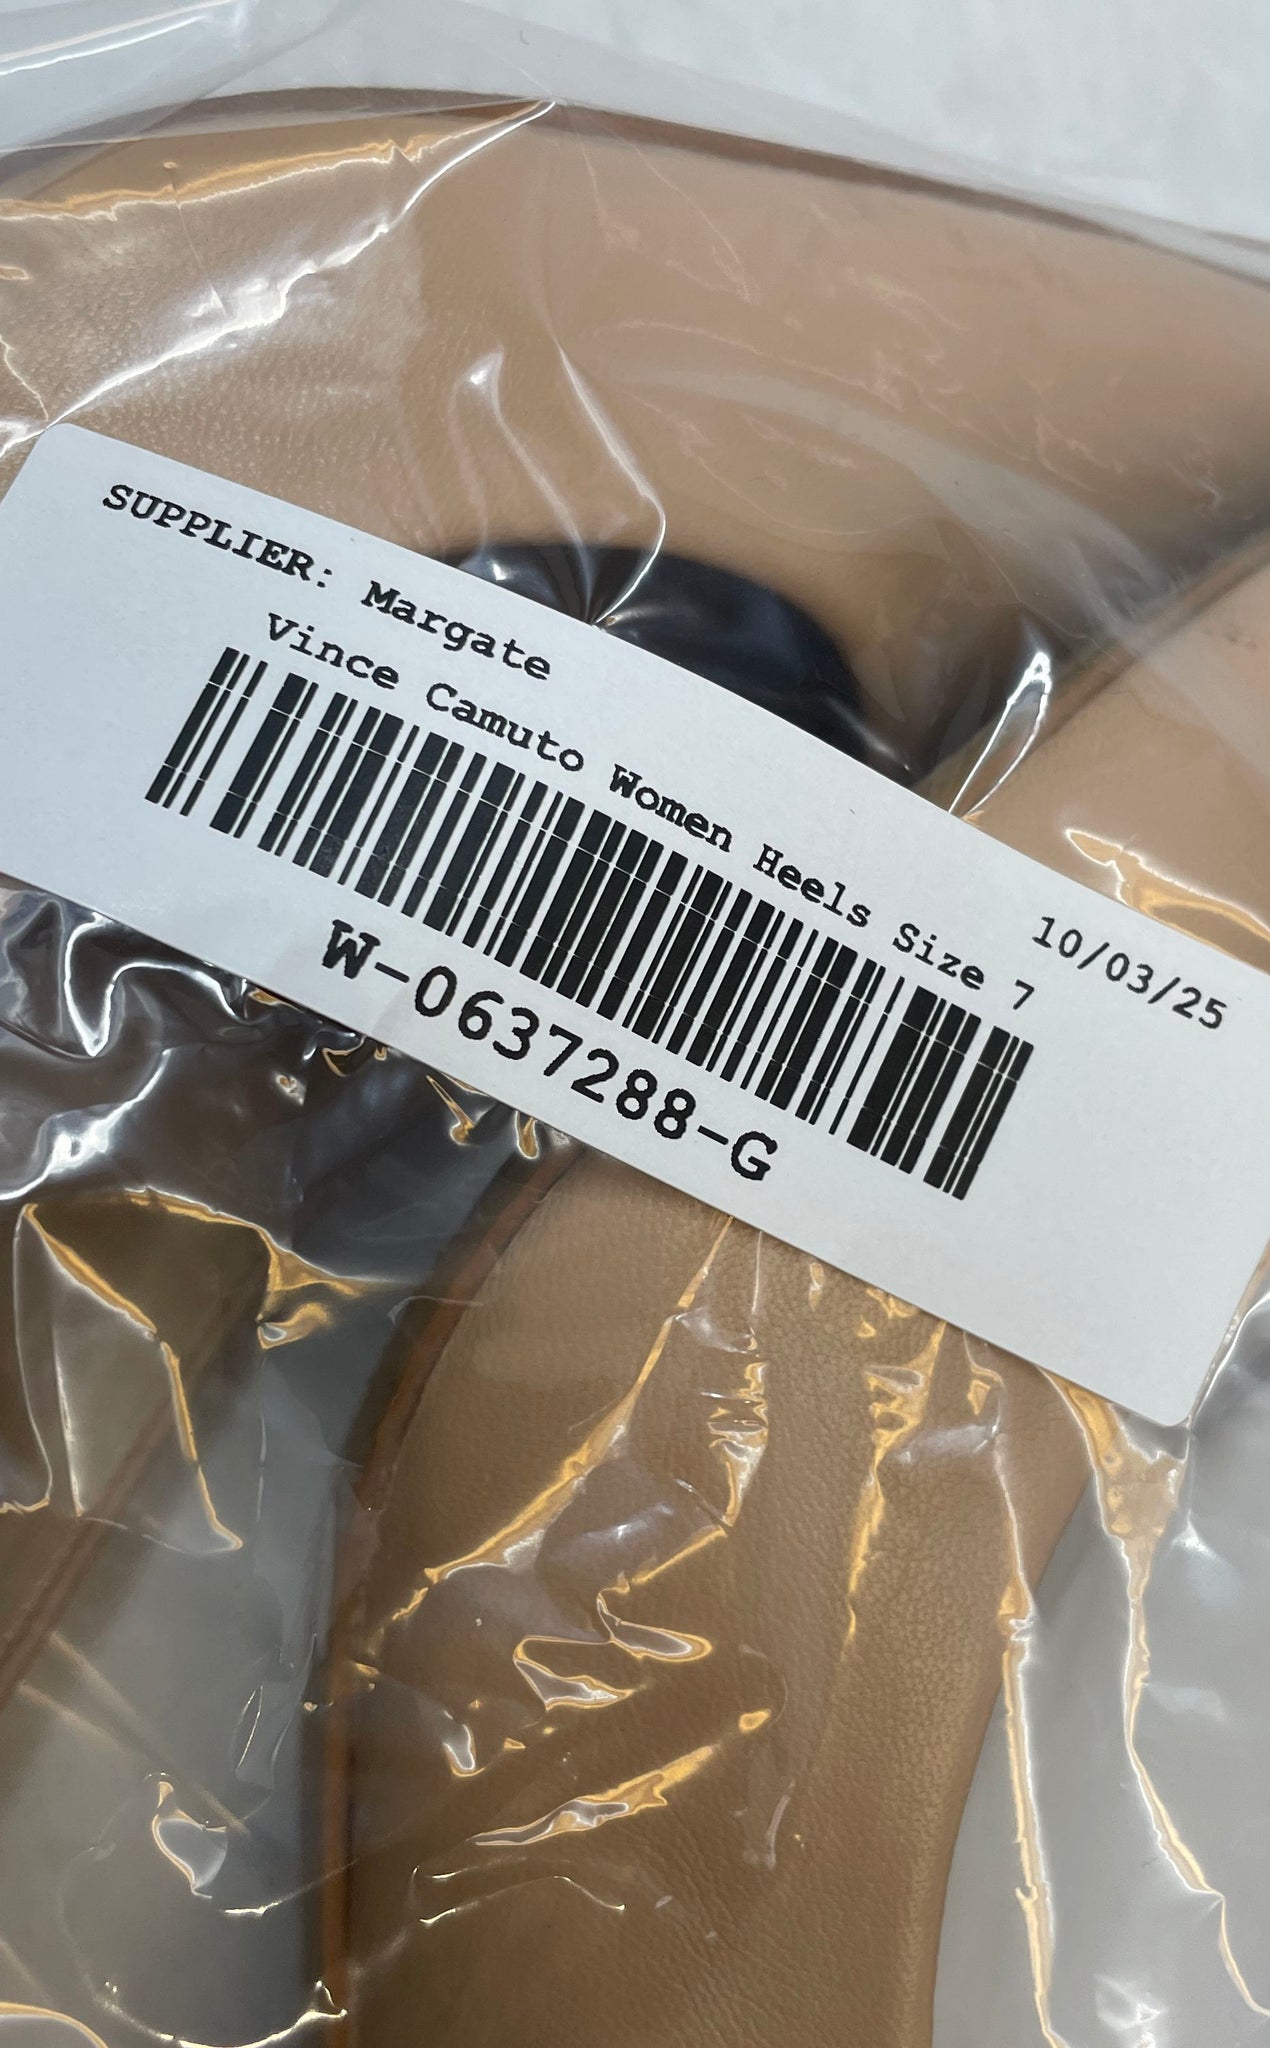 SUPPLIER: Margate
10/03/25
Vince Camuto Women Heels Size 7
W-0637288-G